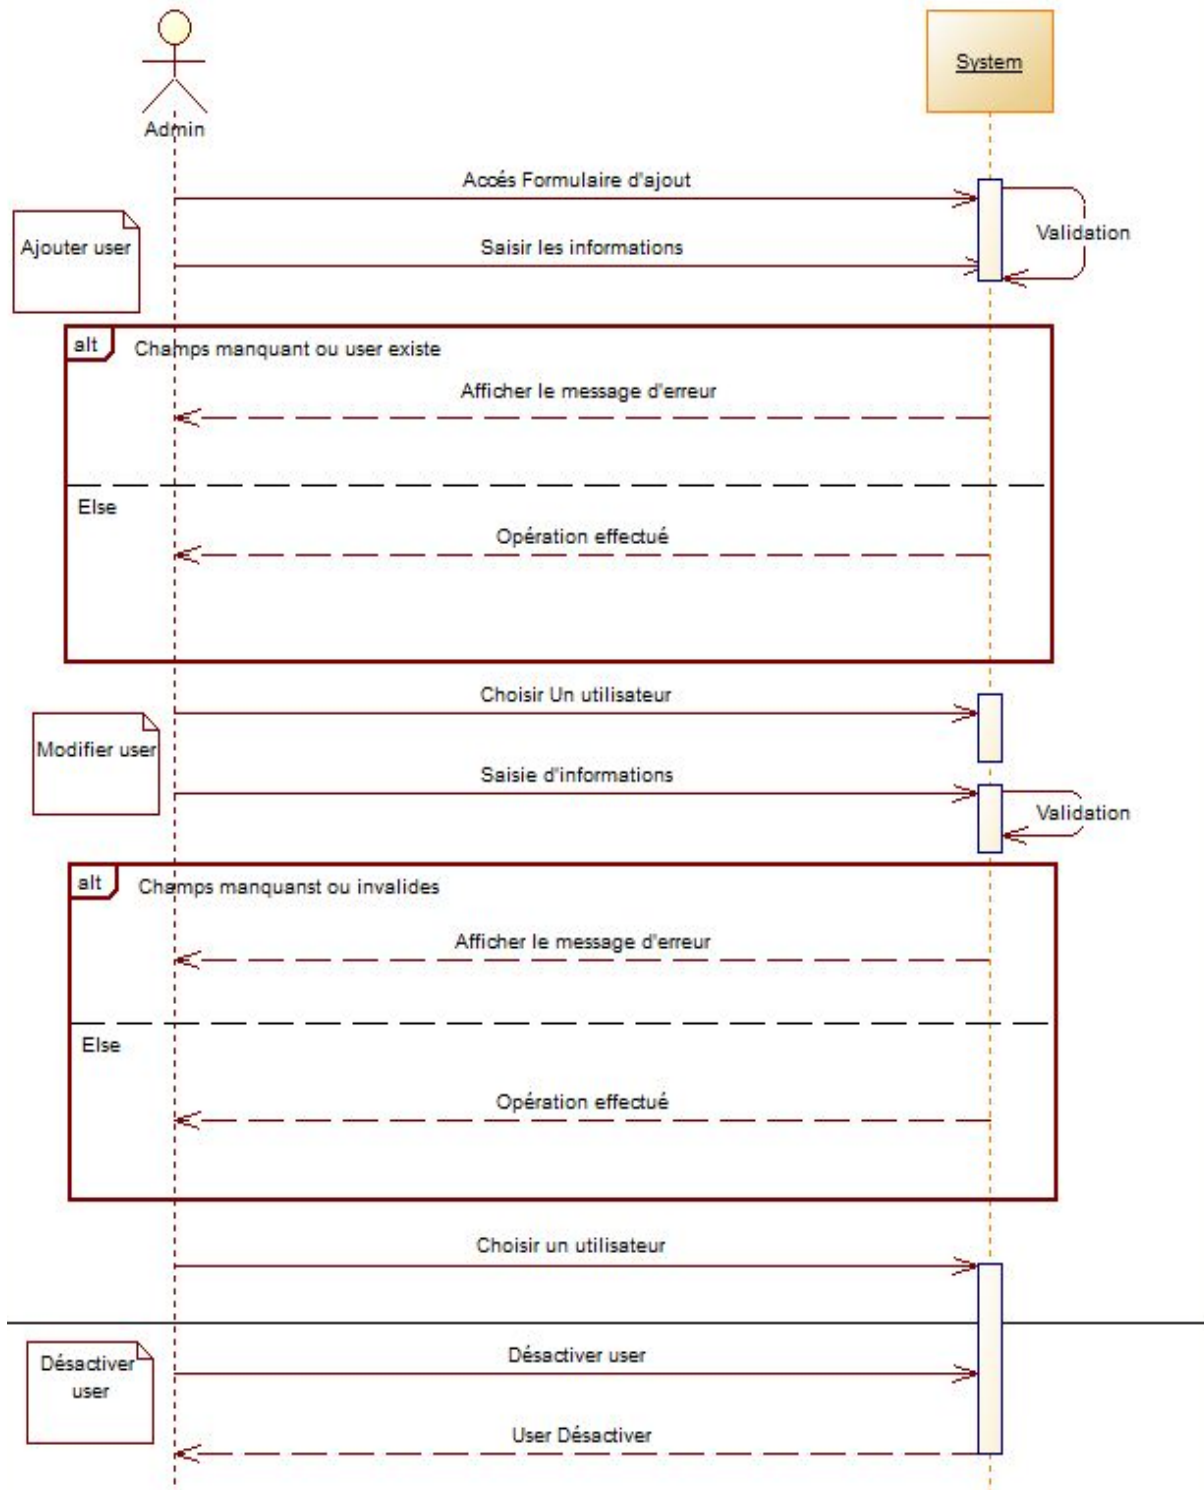 Admin
System
Accés Formulaire d'ajout
Ajouter user
Saisir les informations
Validation
alt
Champs manquant ou user existe
Afficher le message d'erreur
Else
Opération effectué
Choisir Un utilisateur
Modifier user
Saisie d'informations
Validation
alt
Champs manquanst ou invalides
Afficher le message d'erreur
Else
Opération effectué
Choisir un utilisateur
Désactiver
user
Désactiver user
User Désactiver